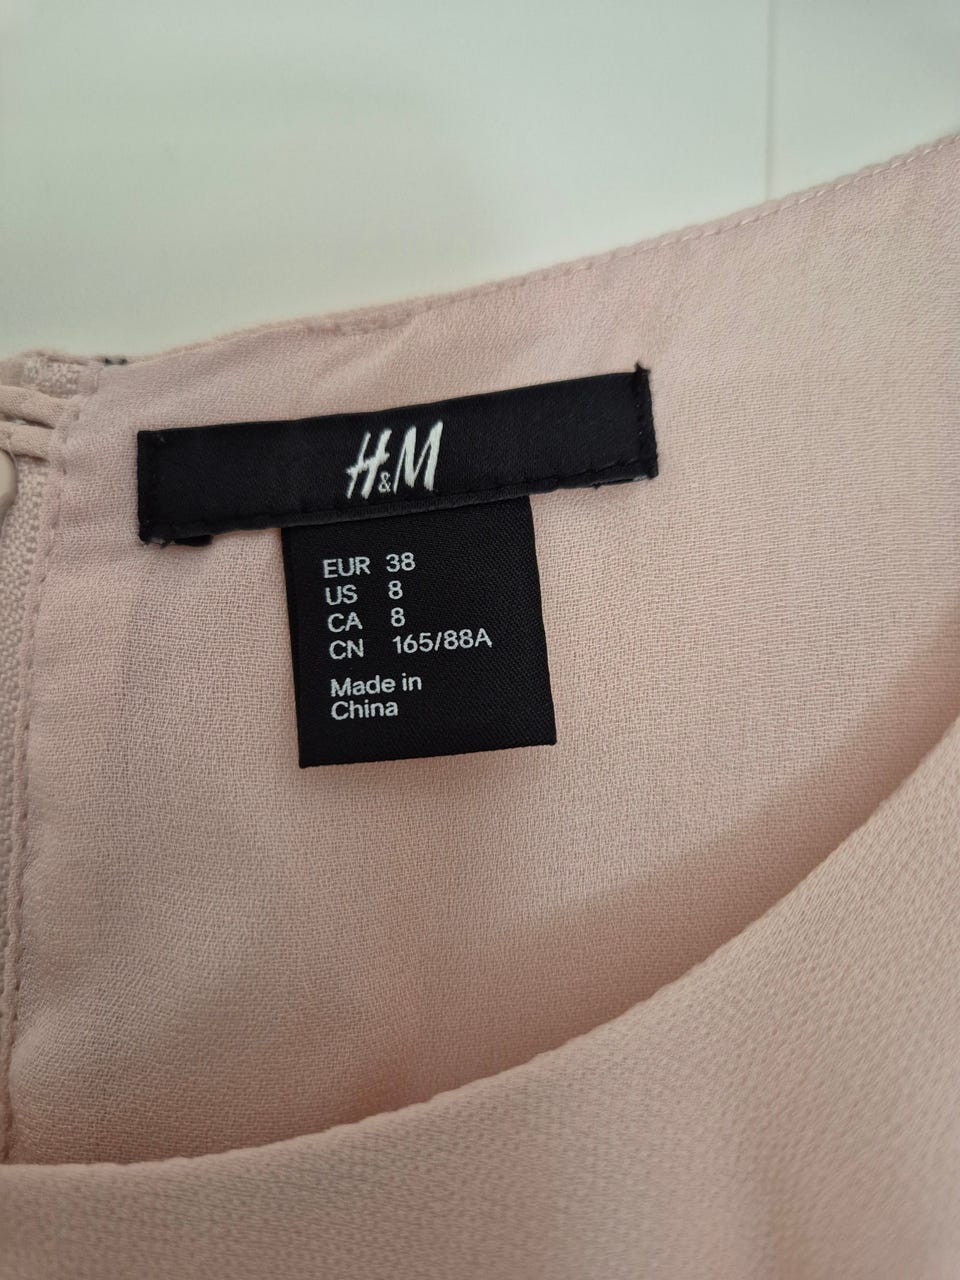 H&M
EUR 38
US 8
CA 8
CN 165/88A
Made in
China